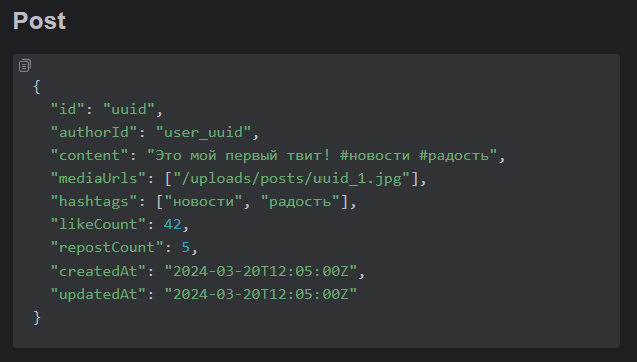 Post
{
"id": "uuid",
"authorId": "user_uuid",
"content": "Это мой первый твит! #новости #радость",
"mediaUrls": ["/uploads/posts/uuid_1.jpg"],
"hashtags": ["новости", "радость"],
"likeCount": 42,
"repostCount": 5,
"createdAt": "2024-03-20T12:05:00Z",
"updatedAt": "2024-03-20T12:05:00Z"
}